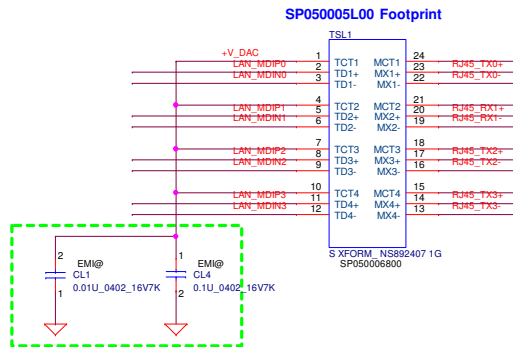 SP050005L00 Footprint
TSL1
+V_DAC 1 TCT1 MCT1 24
LAN_MDIP0 2 TD1+ MX1+ 23 RJ45_TX0+
LAN_MDIN0 3 TD1- MX1- 22 RJ45_TX0-
4 TCT2 MCT2 21
LAN_MDIP1 5 TD2+ MX2+ 20 RJ45_RX1+
LAN_MDIN1 6 TD2- MX2- 19 RJ45_RX1-
7 TCT3 MCT3 18
LAN_MDIP2 8 TD3+ MX3+ 17 RJ45_TX2+
LAN_MDIN2 9 TD3- MX3- 16 RJ45_TX2-
10 TCT4 MCT4 15
LAN_MDIP3 11 TD4+ MX4+ 14 RJ45_TX3+
LAN_MDIN3 12 TD4- MX4- 13 RJ45_TX3-
S XFORM_ NS892407 1G
SP050006800
2 EMI@ 1 EMI@
CL1 CL4
1 0.01U_0402_16V7K 2 0.1U_0402_16V7K